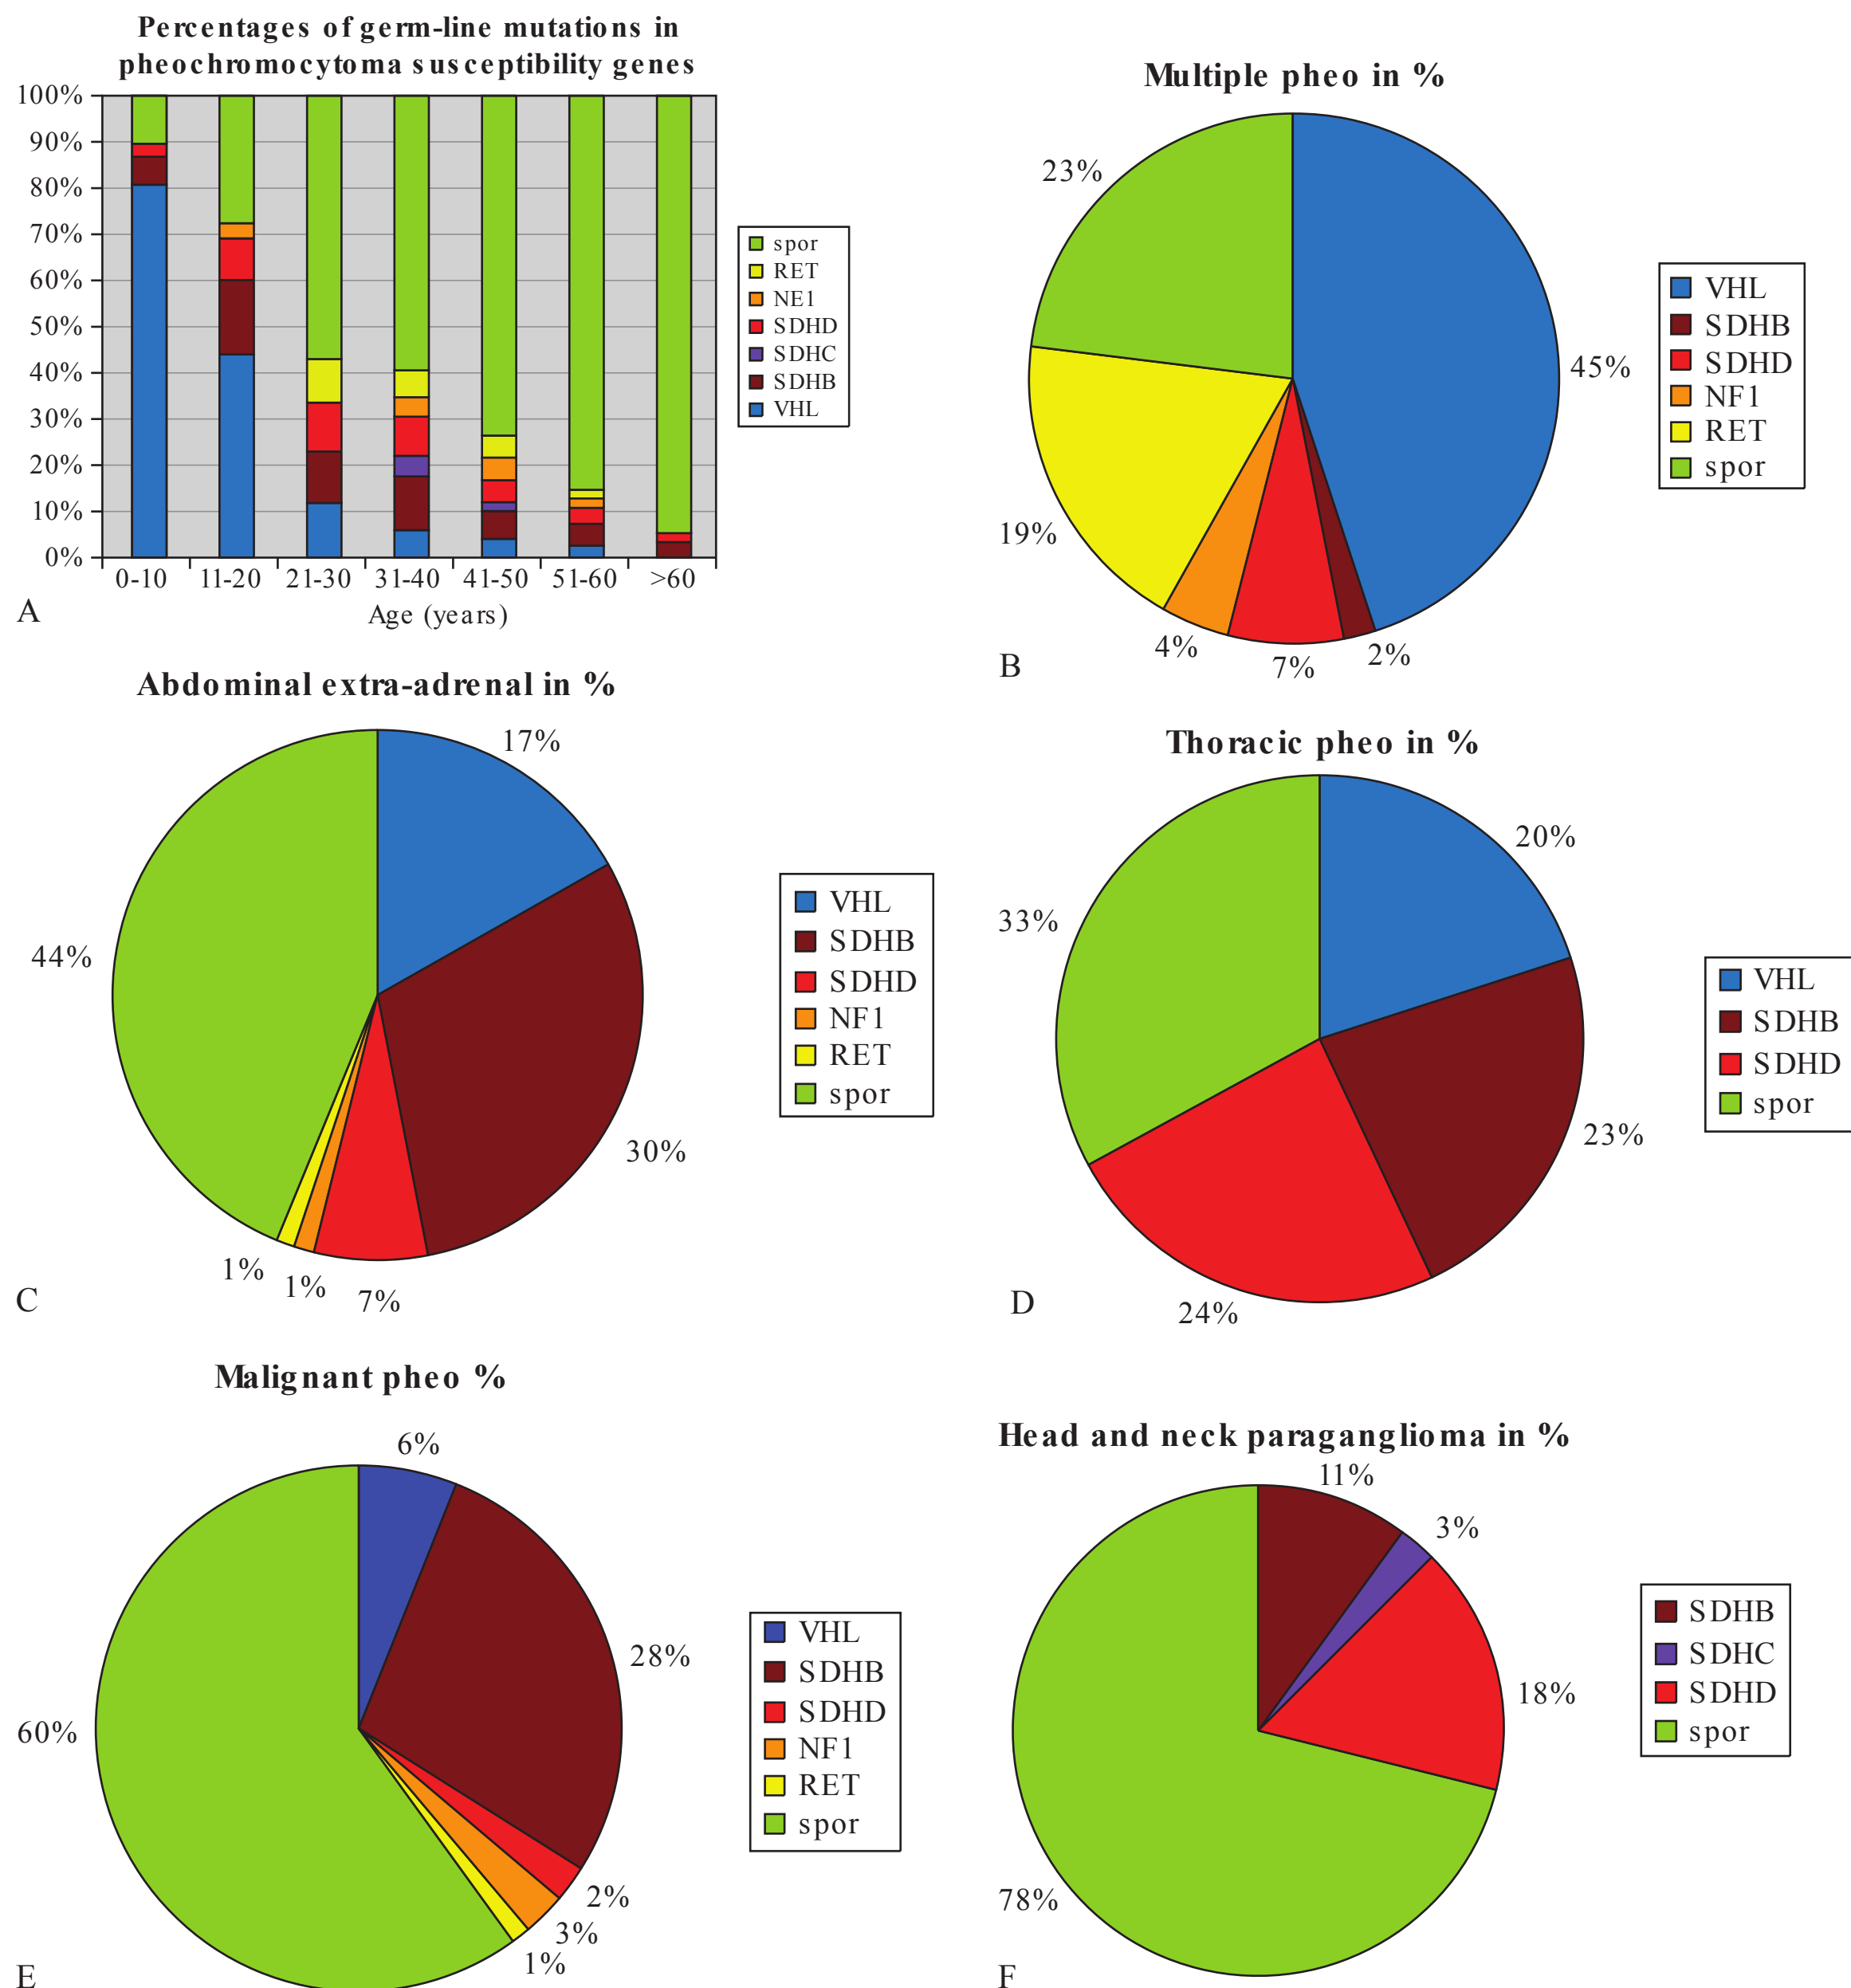 Percentages of germ-line mutations in
pheochromocytoma susceptibility genes
100%
90%
80%
70%
60%
50%
40%
30%
20%
10%
0%
0-10 11-20 21-30 31-40 41-50 51-60 >60
Age (years)
spor
RET
NE1
SDHD
SDHC
SDHB
VHL
A
Multiple pheo in %
23%
45%
19%
4%
7%
2%
VHL
SDHB
SDHD
NF1
RET
spor
B
Abdominal extra-adrenal in %
17%
44%
30%
1%
1%
7%
VHL
SDHB
SDHD
NF1
RET
spor
C
Thoracic pheo in %
20%
33%
23%
24%
VHL
SDHB
SDHD
spor
D
Malignant pheo %
6%
28%
60%
2%
3%
1%
VHL
SDHB
SDHD
NF1
RET
spor
E
Head and neck paraganglioma in %
11%
3%
18%
78%
SDHB
SDHC
SDHD
spor
F